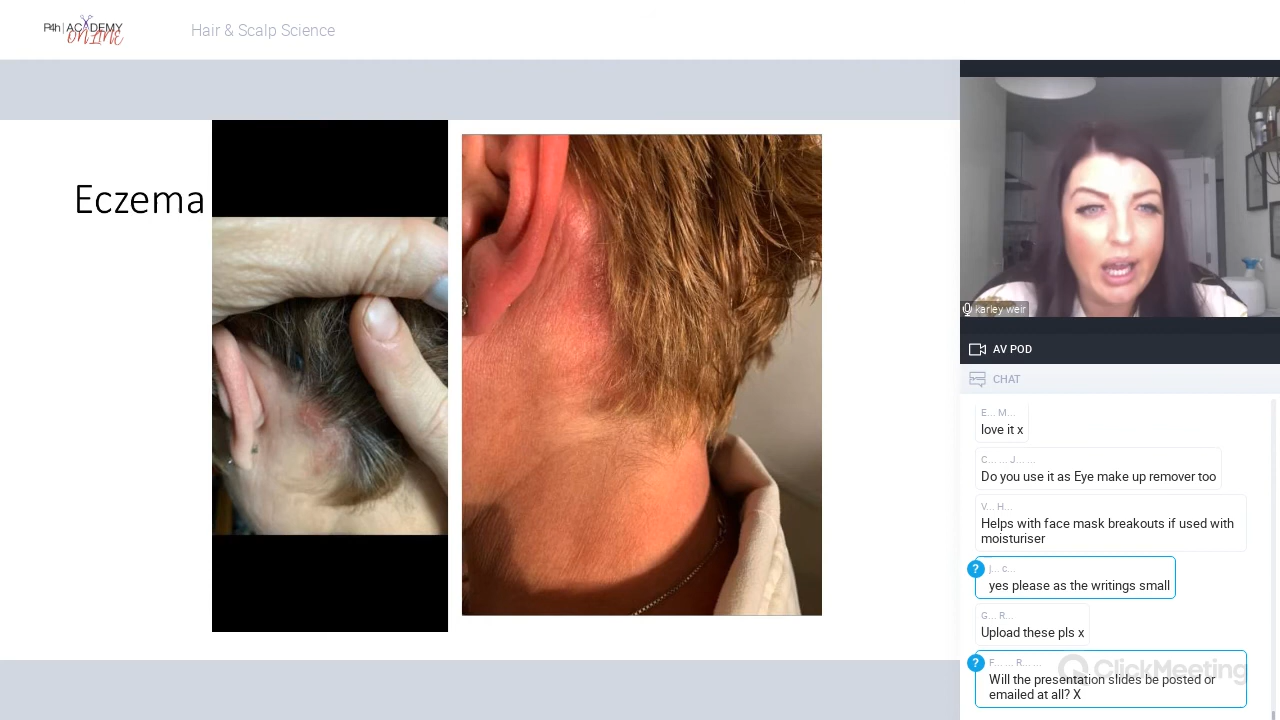 P4h | ACADEMY
ONLINE
Hair & Scalp Science
Eczema
karley weir
AV POD
CHAT
E... M...
love it x
C... ... J... ...
Do you use it as Eye make up remover too
V... H...
Helps with face mask breakouts if used with
moisturiser
?
j... c...
yes please as the writings small
G... R...
Upload these pls x
?
F... ... R... ...
Will the presentation slides be posted or
emailed at all? X
ClickMeeting